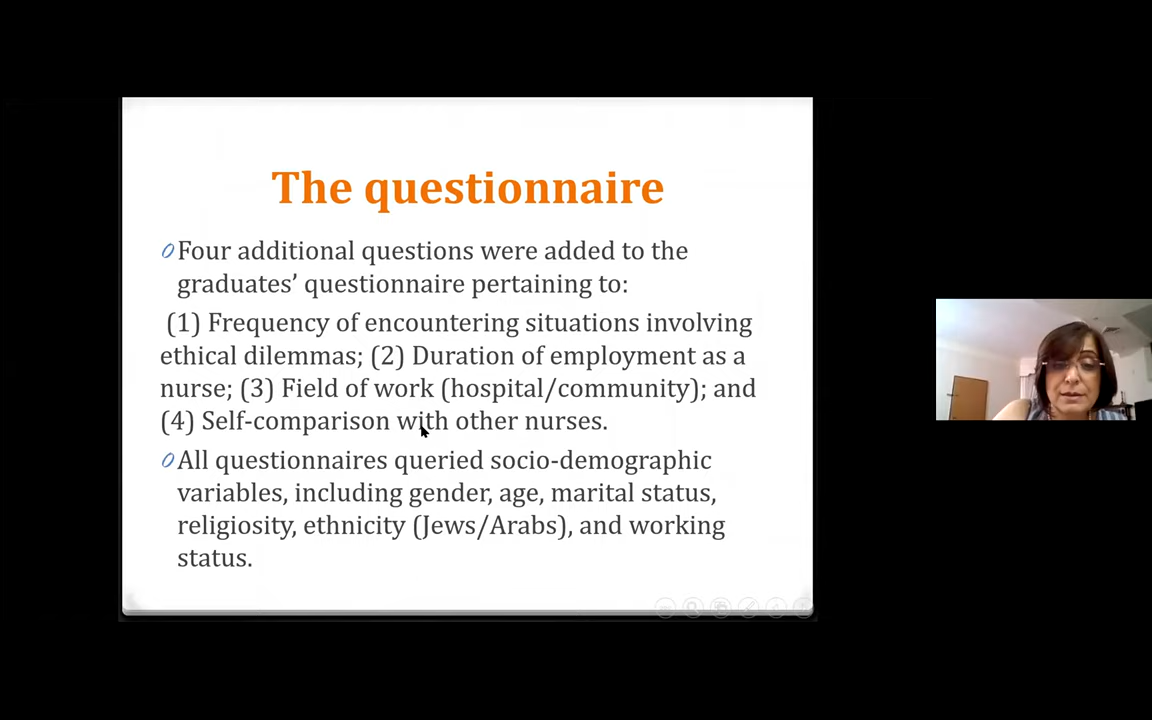 The questionnaire
Four additional questions were added to the
graduates’ questionnaire pertaining to:
(1) Frequency of encountering situations involving
ethical dilemmas; (2) Duration of employment as a
nurse; (3) Field of work (hospital/community); and
(4) Self-comparison with other nurses.
All questionnaires queried socio-demographic
variables, including gender, age, marital status,
religiosity, ethnicity (Jews/Arabs), and working
status.